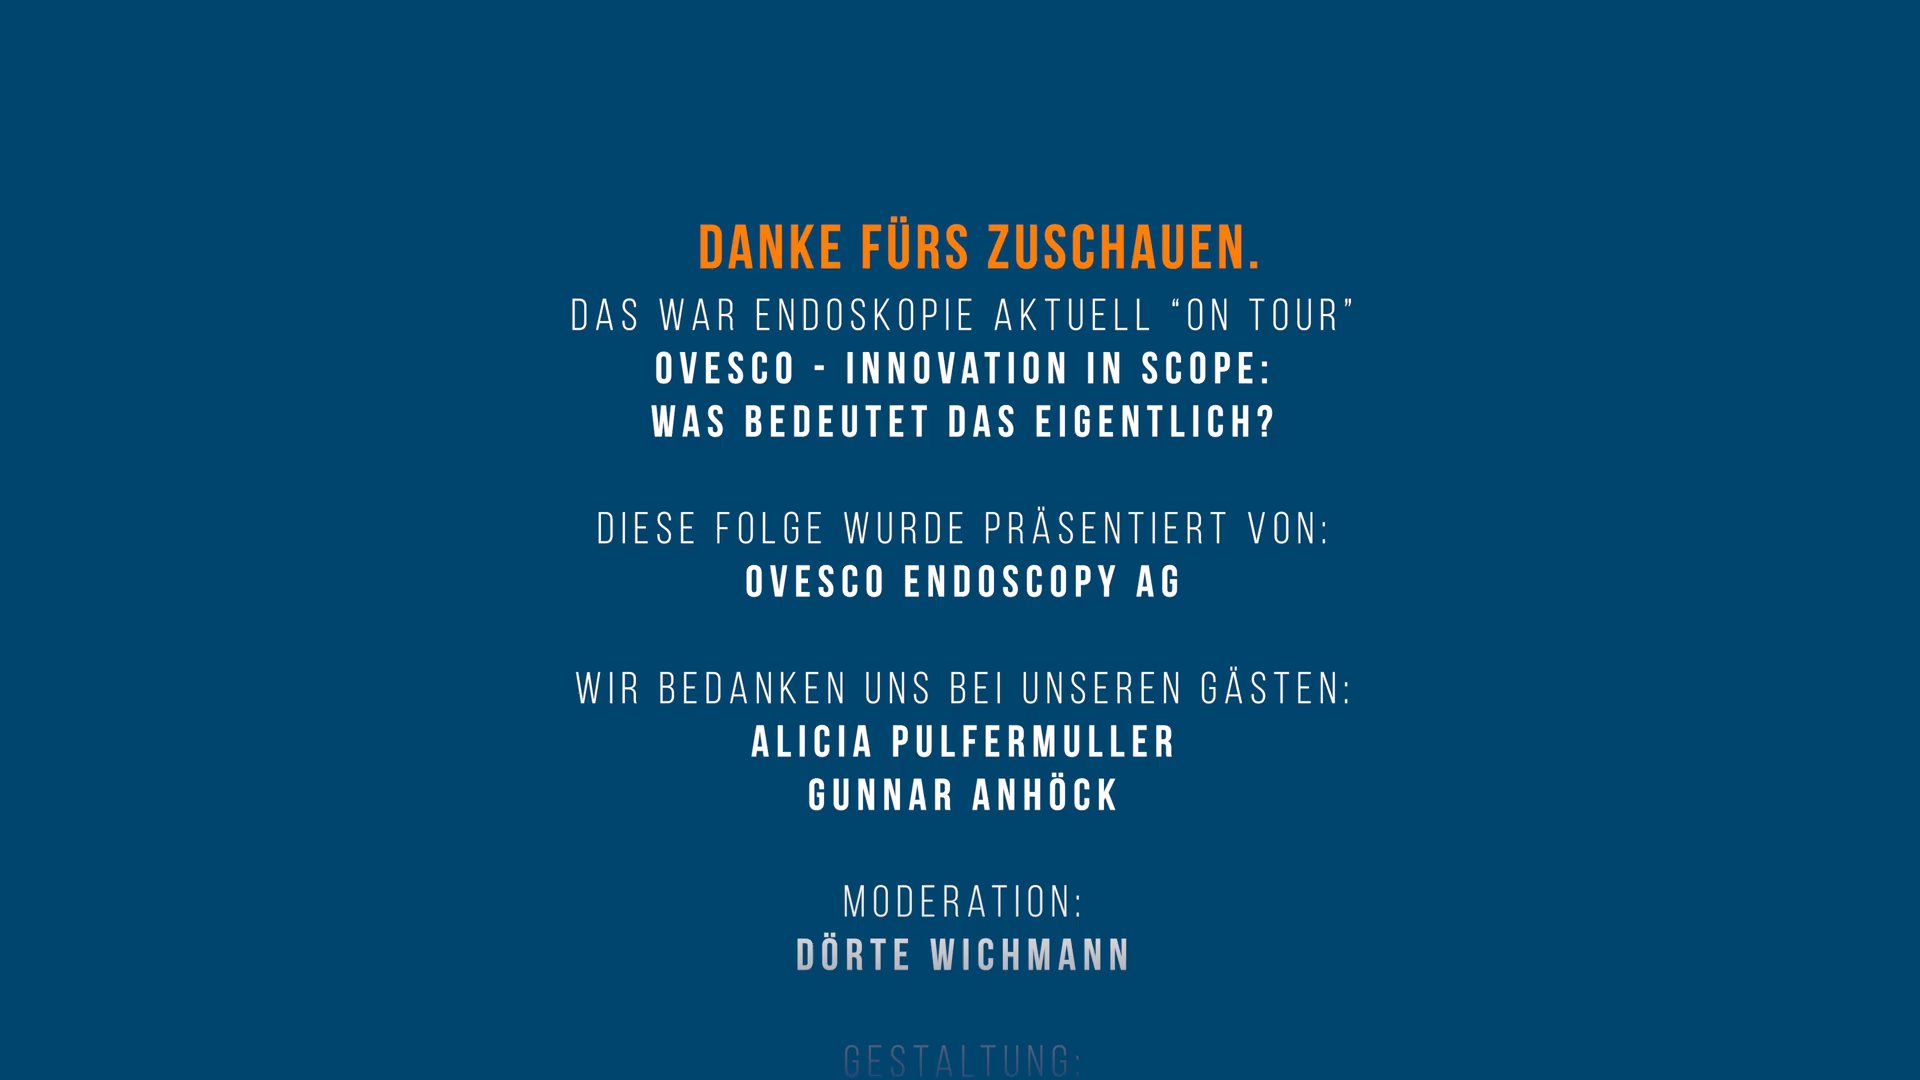 DANKE FÜRS ZUSCHAUEN.
DAS WAR ENDOSKOPIE AKTUELL “ON TOUR”
OVESCO - INNOVATION IN SCOPE:
WAS BEDEUTET DAS EIGENTLICH?
DIESE FOLGE WURDE PRÄSENTIERT VON:
OVESCO ENDOSCOPY AG
WIR BEDANKEN UNS BEI UNSEREN GÄSTEN:
ALICIA PULFERMULLER
GUNNAR ANHÖCK
MODERATION:
DÖRTE WICHMANN
GESTALTUNG: